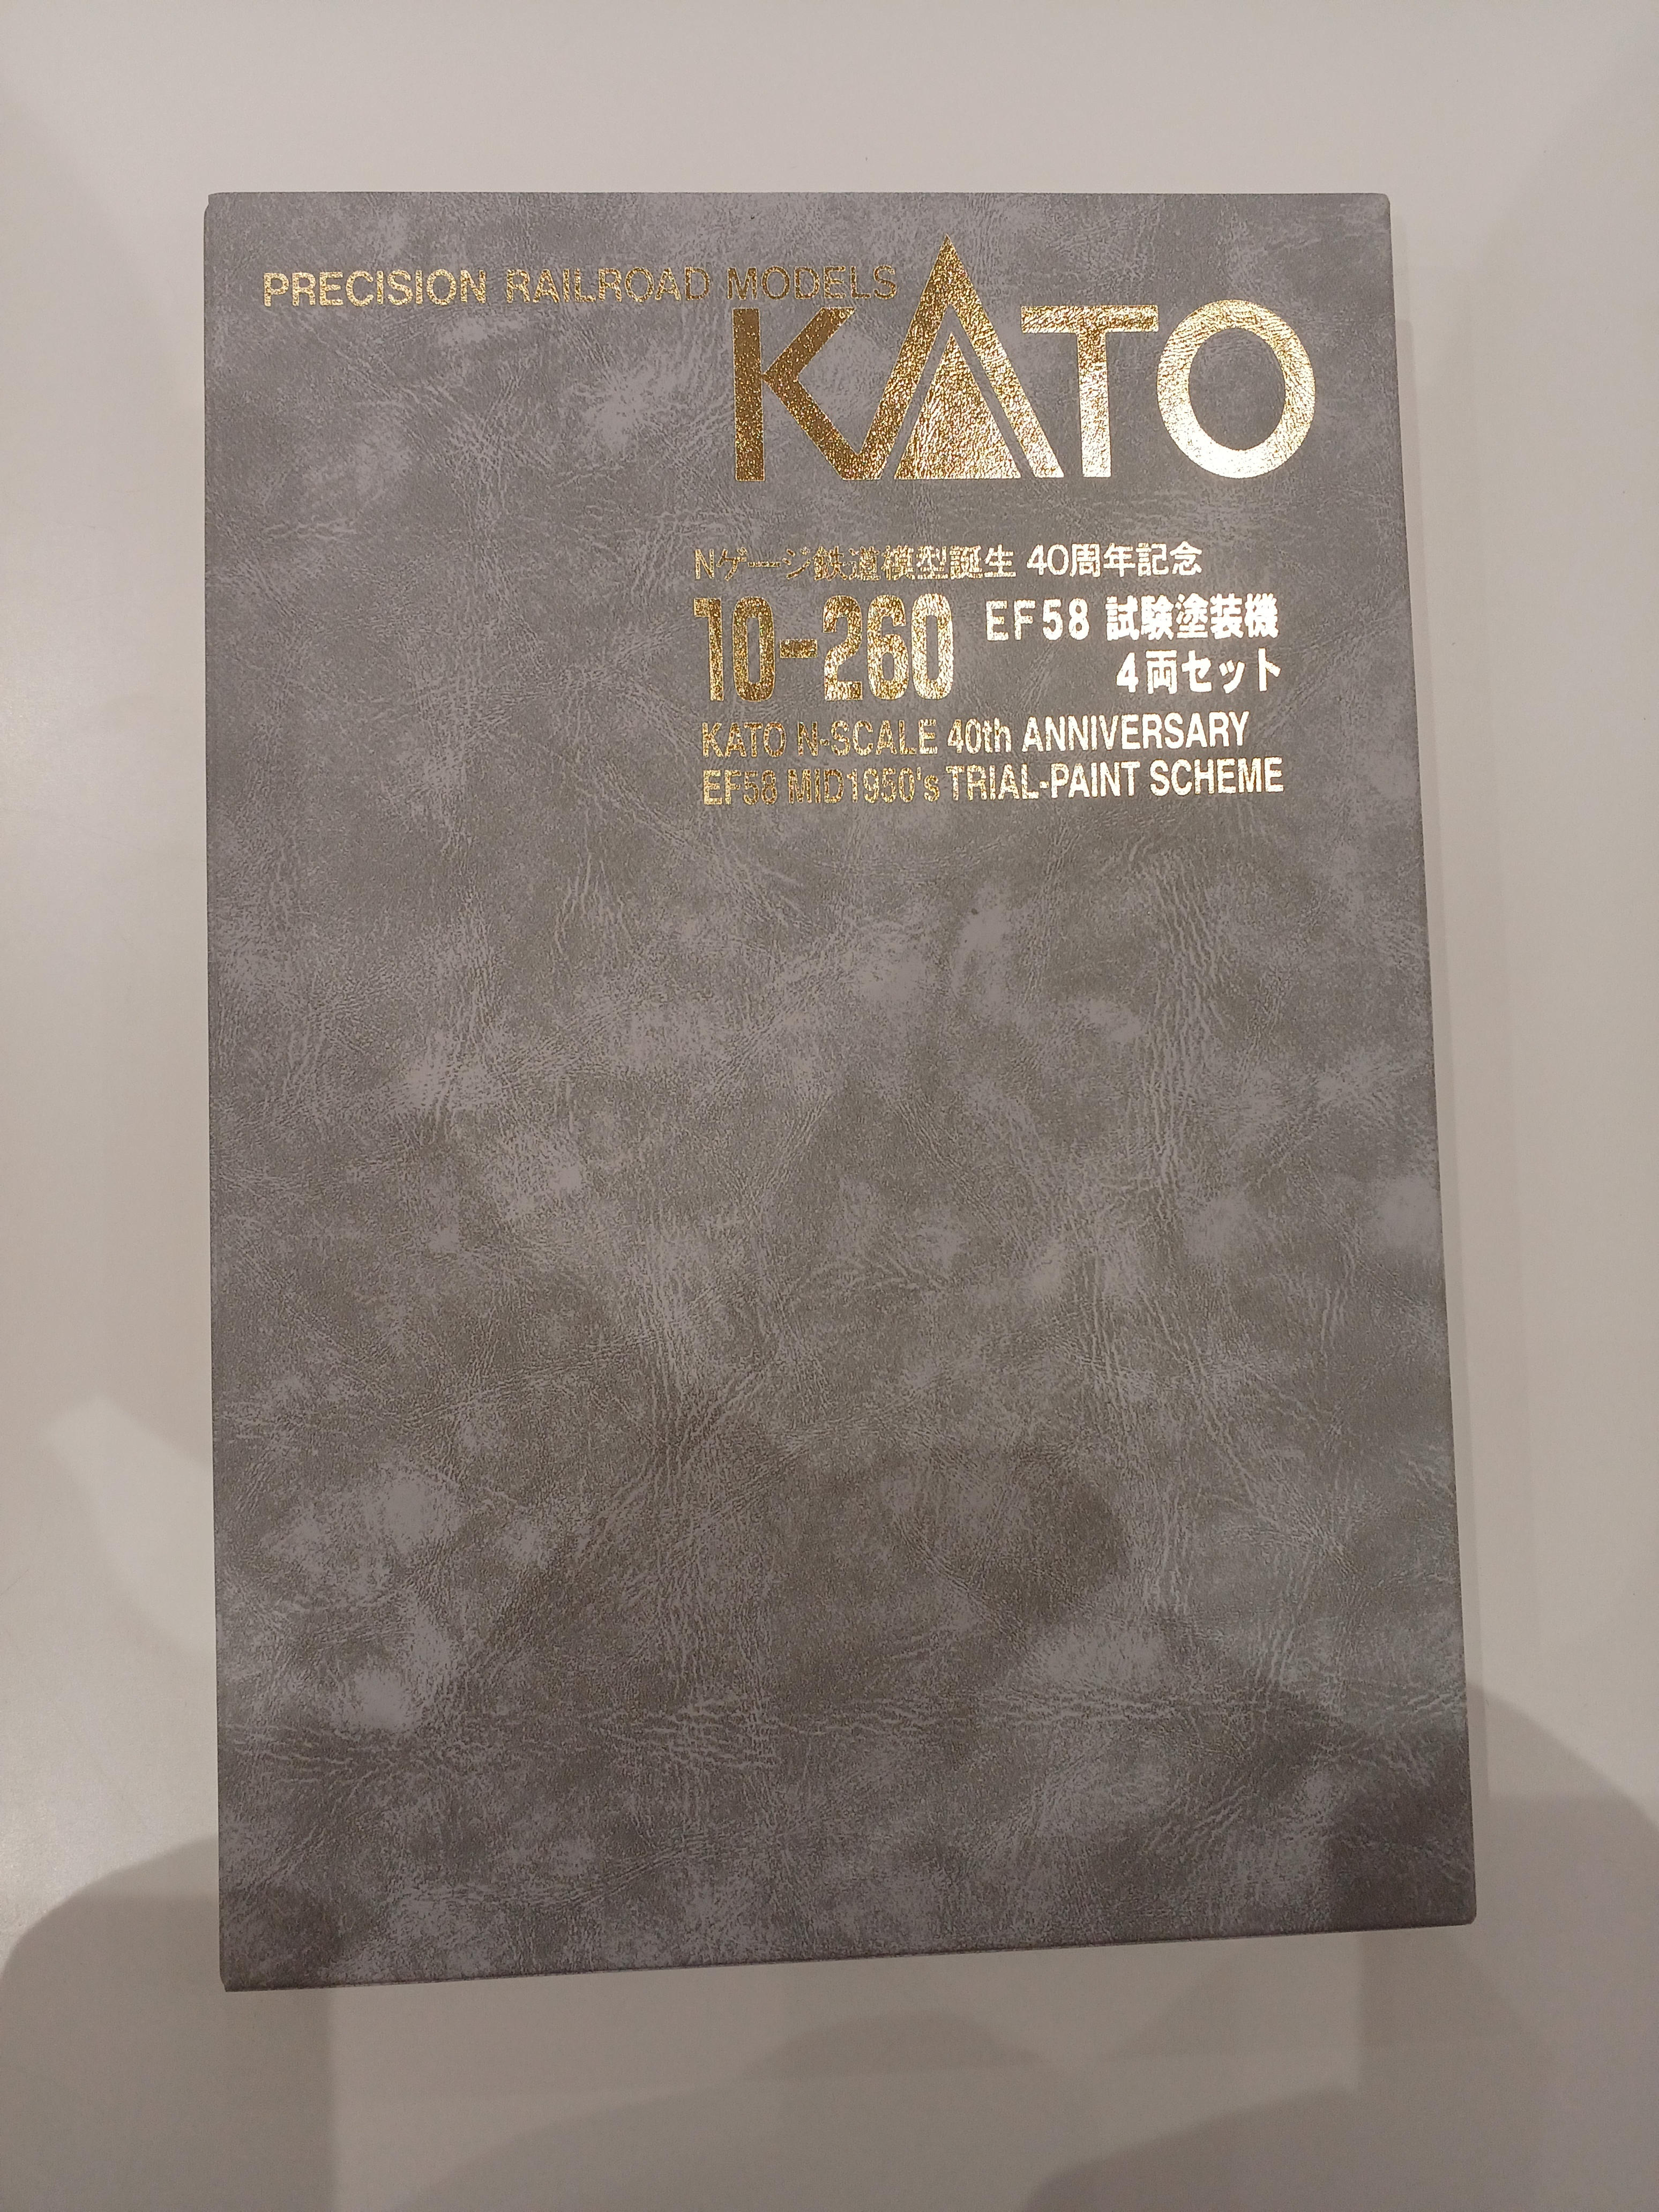 PRECISION RAILROAD MODELS
KATO
Nゲージ鉄道模型誕生 40周年記念
10-260 EF58 試験塗装機
4両セット
KATO N-SCALE 40th ANNIVERSARY
EF58 MID1950's TRIAL-PAINT SCHEME